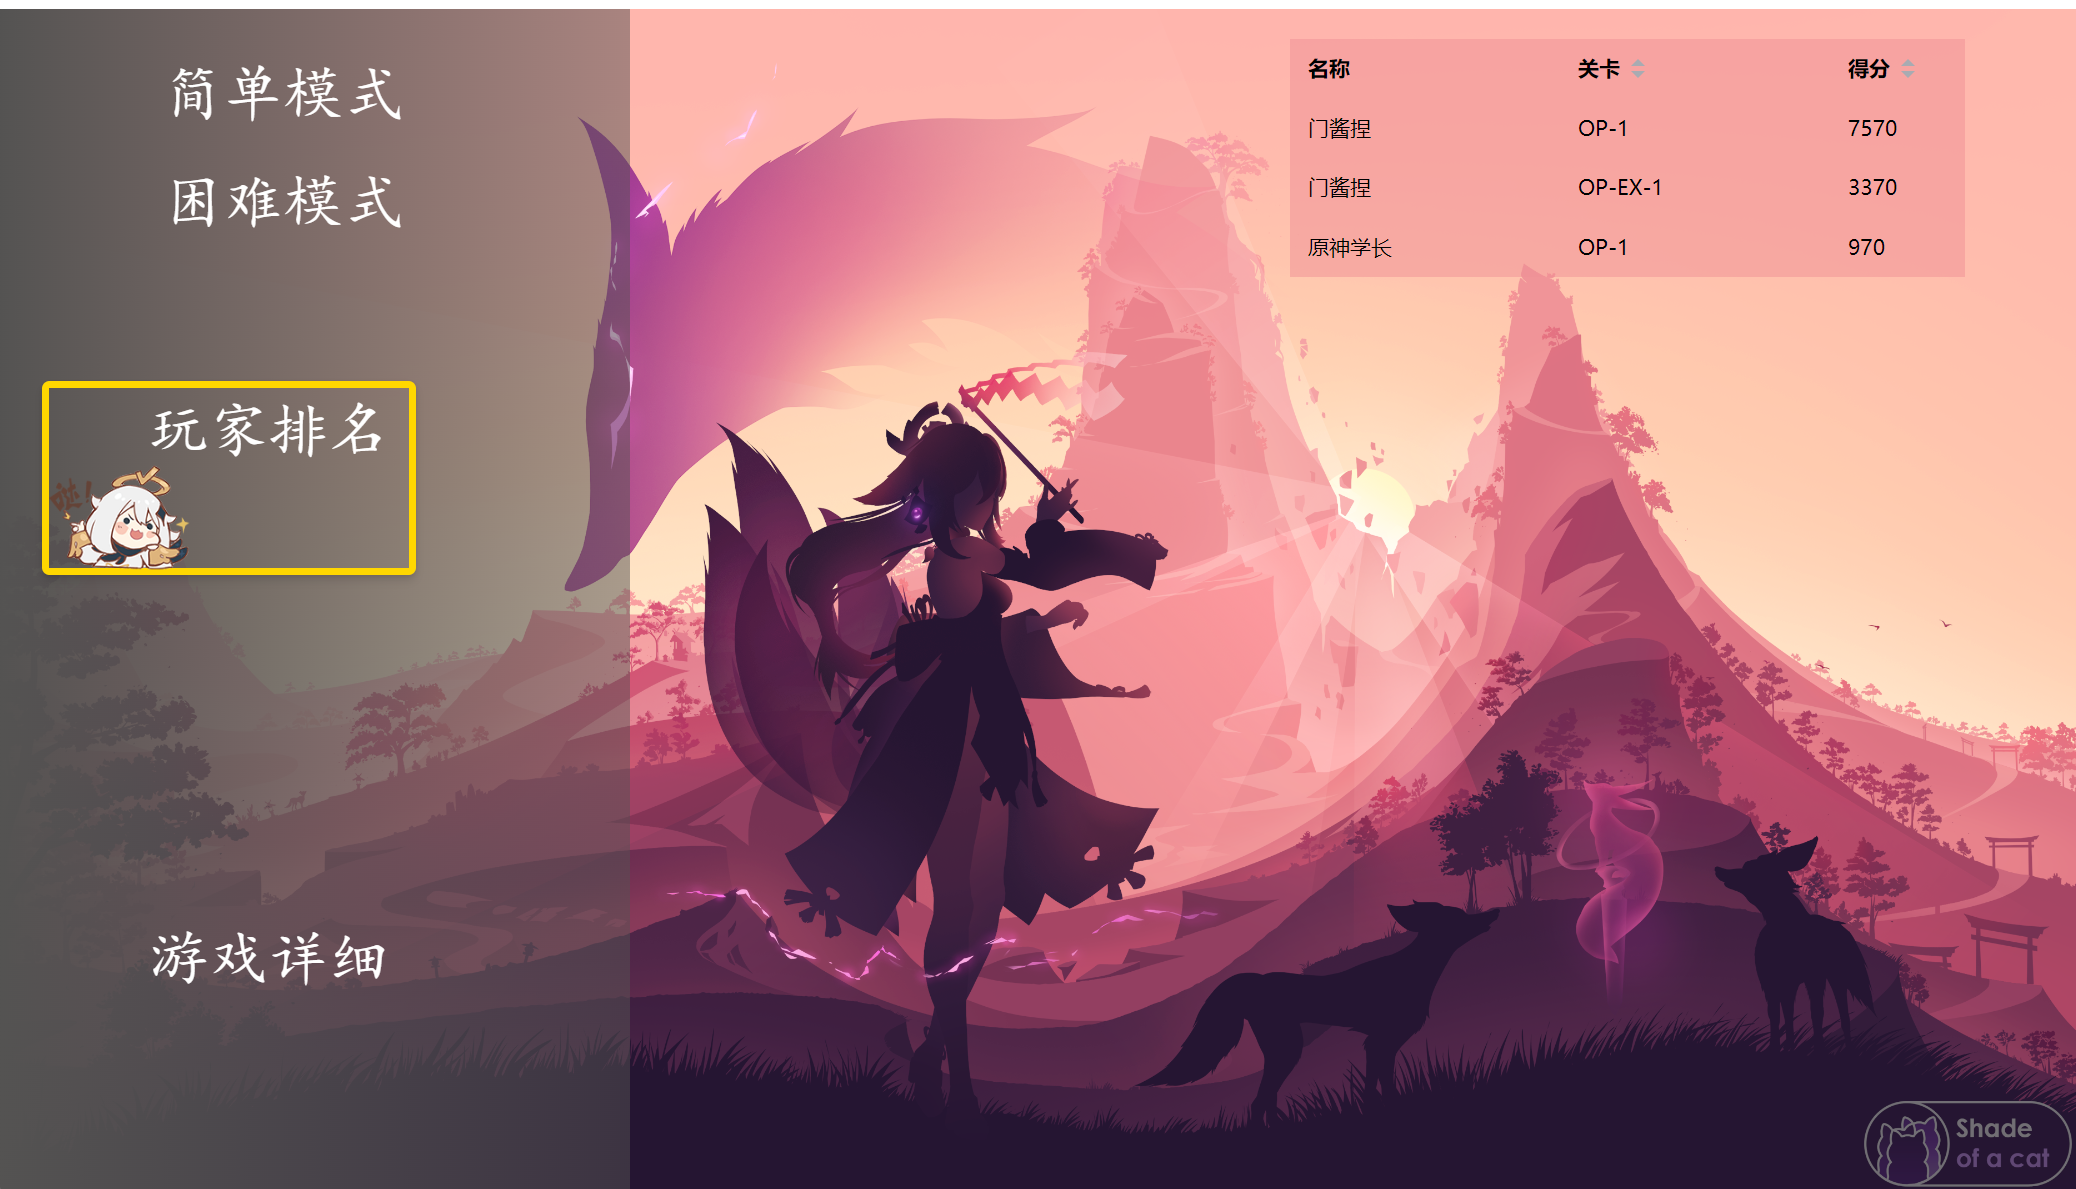 简单模式
困难模式
玩家排名
哒!
游戏详细
名称 关卡 得分
门酱捏 OP-1 7570
门酱捏 OP-EX-1 3370
原神学长 OP-1 970
Shade
of a cat